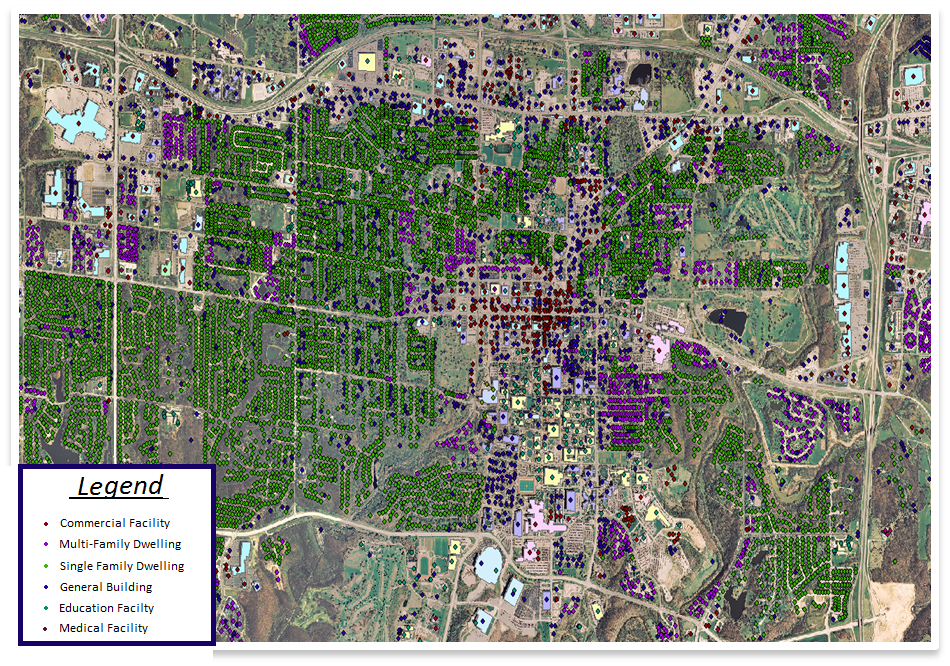 Legend
Commercial Facility
Multi-Family Dwelling
Single Family Dwelling
General Building
Education Facilty
Medical Facility